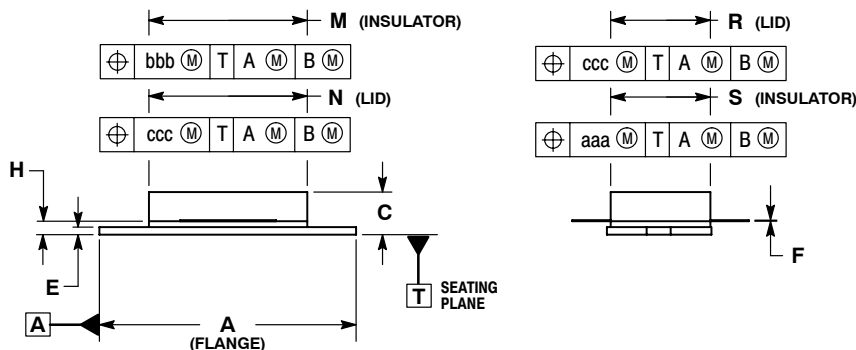 M (INSULATOR)
⌖ bbb Ⓜ T A Ⓜ B Ⓜ
N (LID)
⌖ ccc Ⓜ T A Ⓜ B Ⓜ
R (LID)
⌖ ccc Ⓜ T A Ⓜ B Ⓜ
S (INSULATOR)
⌖ aaa Ⓜ T A Ⓜ B Ⓜ
H
C
E
F
T
SEATING
PLANE
A
A
(FLANGE)